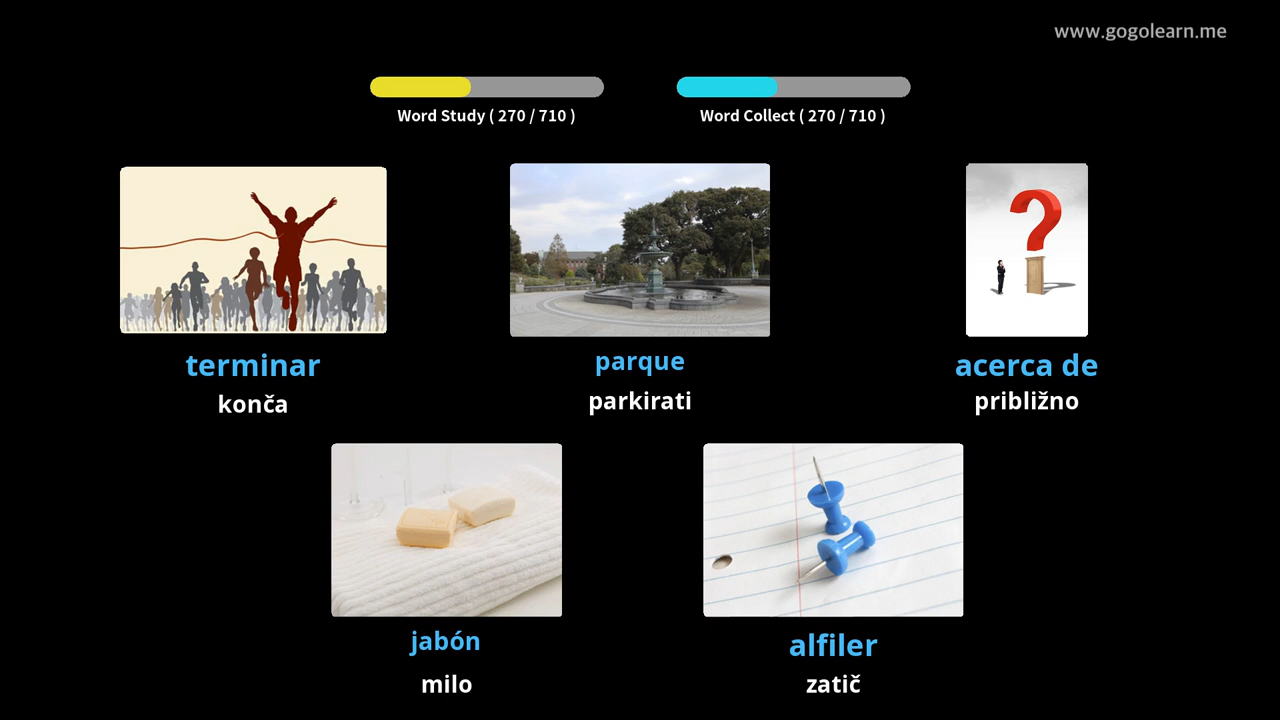 www.gogolearn.me
Word Study ( 270 / 710 )
Word Collect ( 270 / 710 )
terminar
konča
parque
parkirati
acerca de
približno
jabón
milo
alfiler
zatič